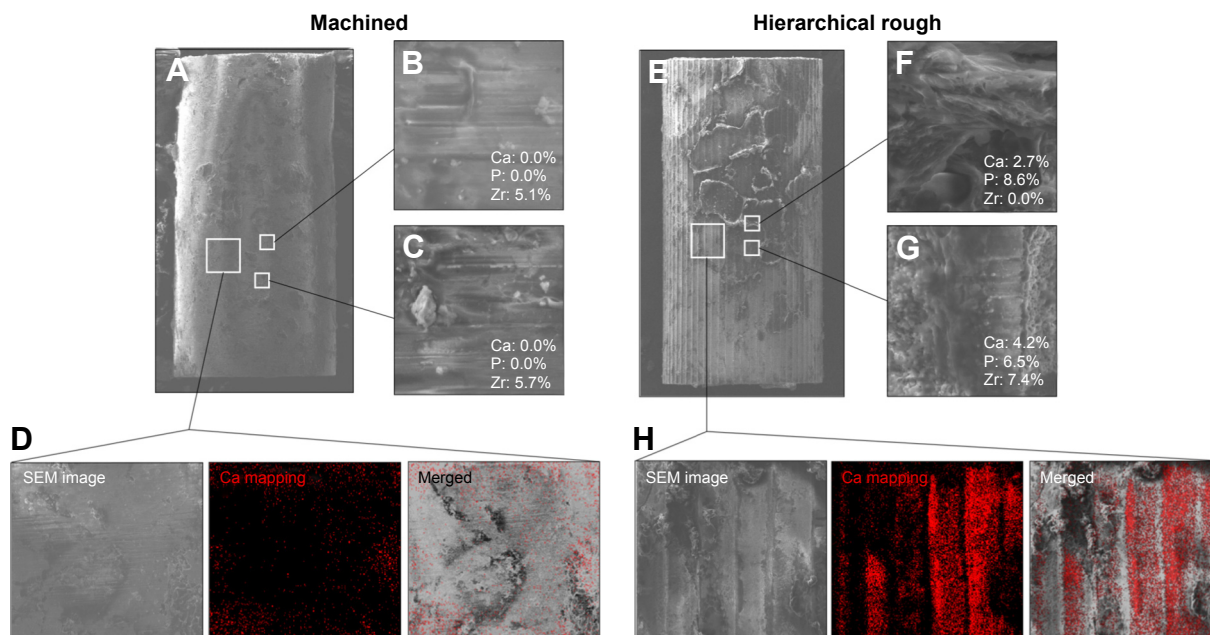 Machined
Hierarchical rough
A
B
Ca: 0.0%
P: 0.0%
Zr: 5.1%
C
Ca: 0.0%
P: 0.0%
Zr: 5.7%
D
SEM image
Ca mapping
Merged
E
F
Ca: 2.7%
P: 8.6%
Zr: 0.0%
G
Ca: 4.2%
P: 6.5%
Zr: 7.4%
H
SEM image
Ca mapping
Merged